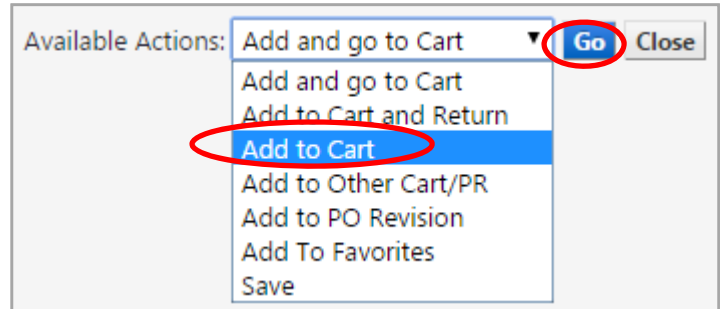 Available Actions: Add and go to Cart Go Close
Add and go to Cart
Add to Cart and Return
Add to Cart
Add to Other Cart/PR
Add to PO Revision
Add To Favorites
Save